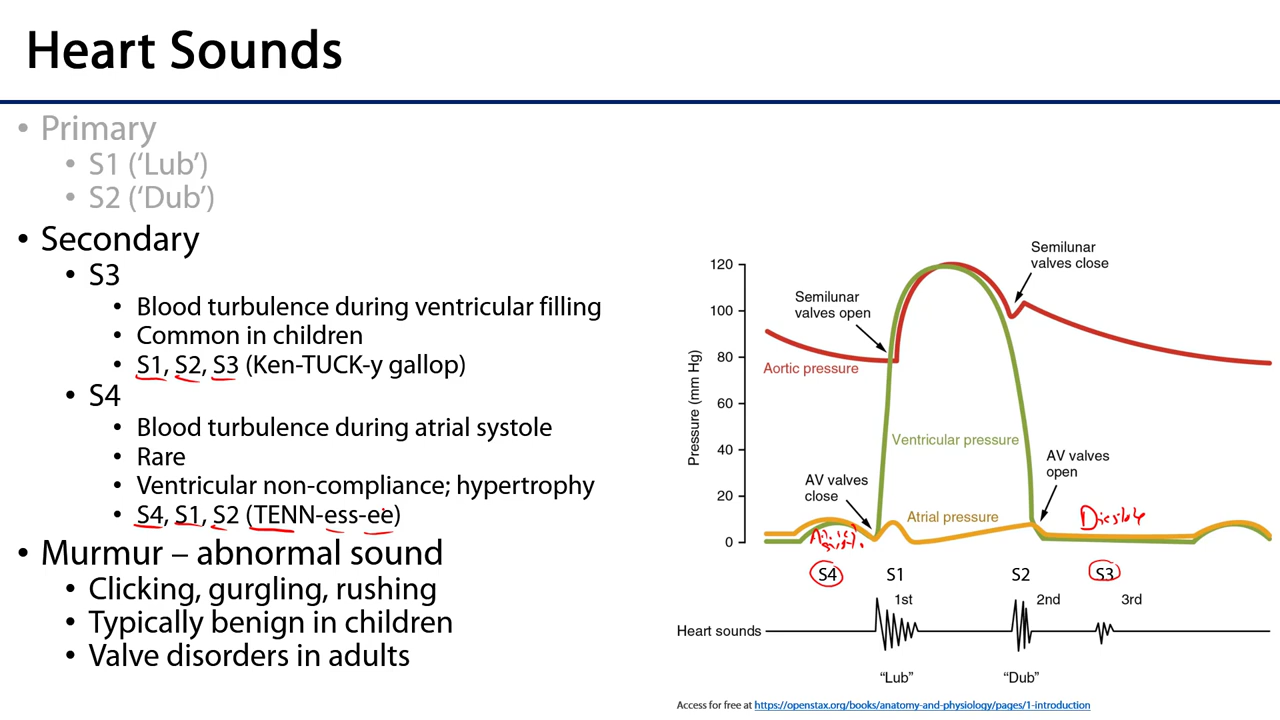 Heart Sounds
• Primary
• S1 (‘Lub’)
• S2 (‘Dub’)
• Secondary
• S3
• Blood turbulence during ventricular filling
• Common in children
• S1, S2, S3 (Ken-TUCK-y gallop)
• S4
• Blood turbulence during atrial systole
• Rare
• Ventricular non-compliance; hypertrophy
• S4, S1, S2 (TENN-ess-ee)
• Murmur – abnormal sound
• Clicking, gurgling, rushing
• Typically benign in children
• Valve disorders in adults
Pressure (mm Hg)
120
100
80
60
40
20
0
Semilunar
valves close
Semilunar
valves open
Aortic pressure
Ventricular pressure
AV valves
open
AV valves
close
Atrial pressure
Diastole
S4
S1
S2
S3
1st
2nd
3rd
Heart sounds
“Lub”
“Dub”
Access for free at https://openstax.org/books/anatomy-and-physiology/pages/1-introduction